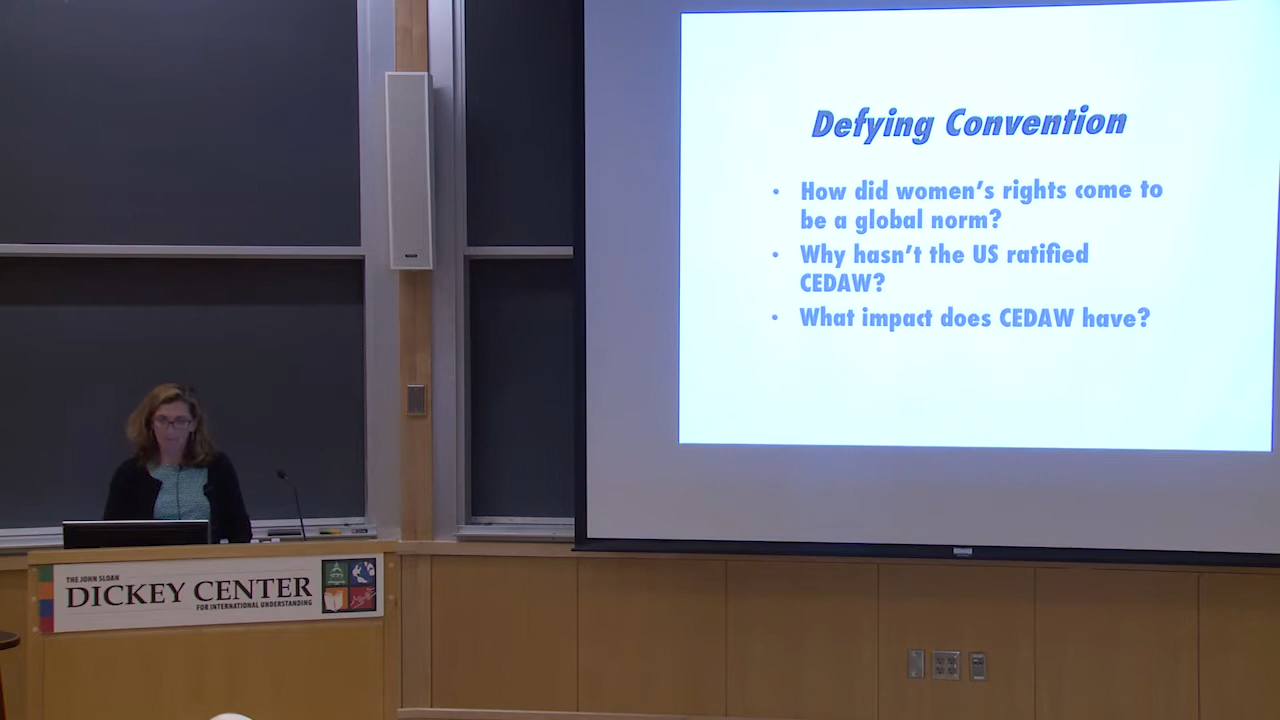 Defying Convention
• How did women's rights come to
be a global norm?
• Why hasn't the US ratified
CEDAW?
• What impact does CEDAW have?
THE JOHN SLOAN
DICKEY CENTER
FOR INTERNATIONAL UNDERSTANDING